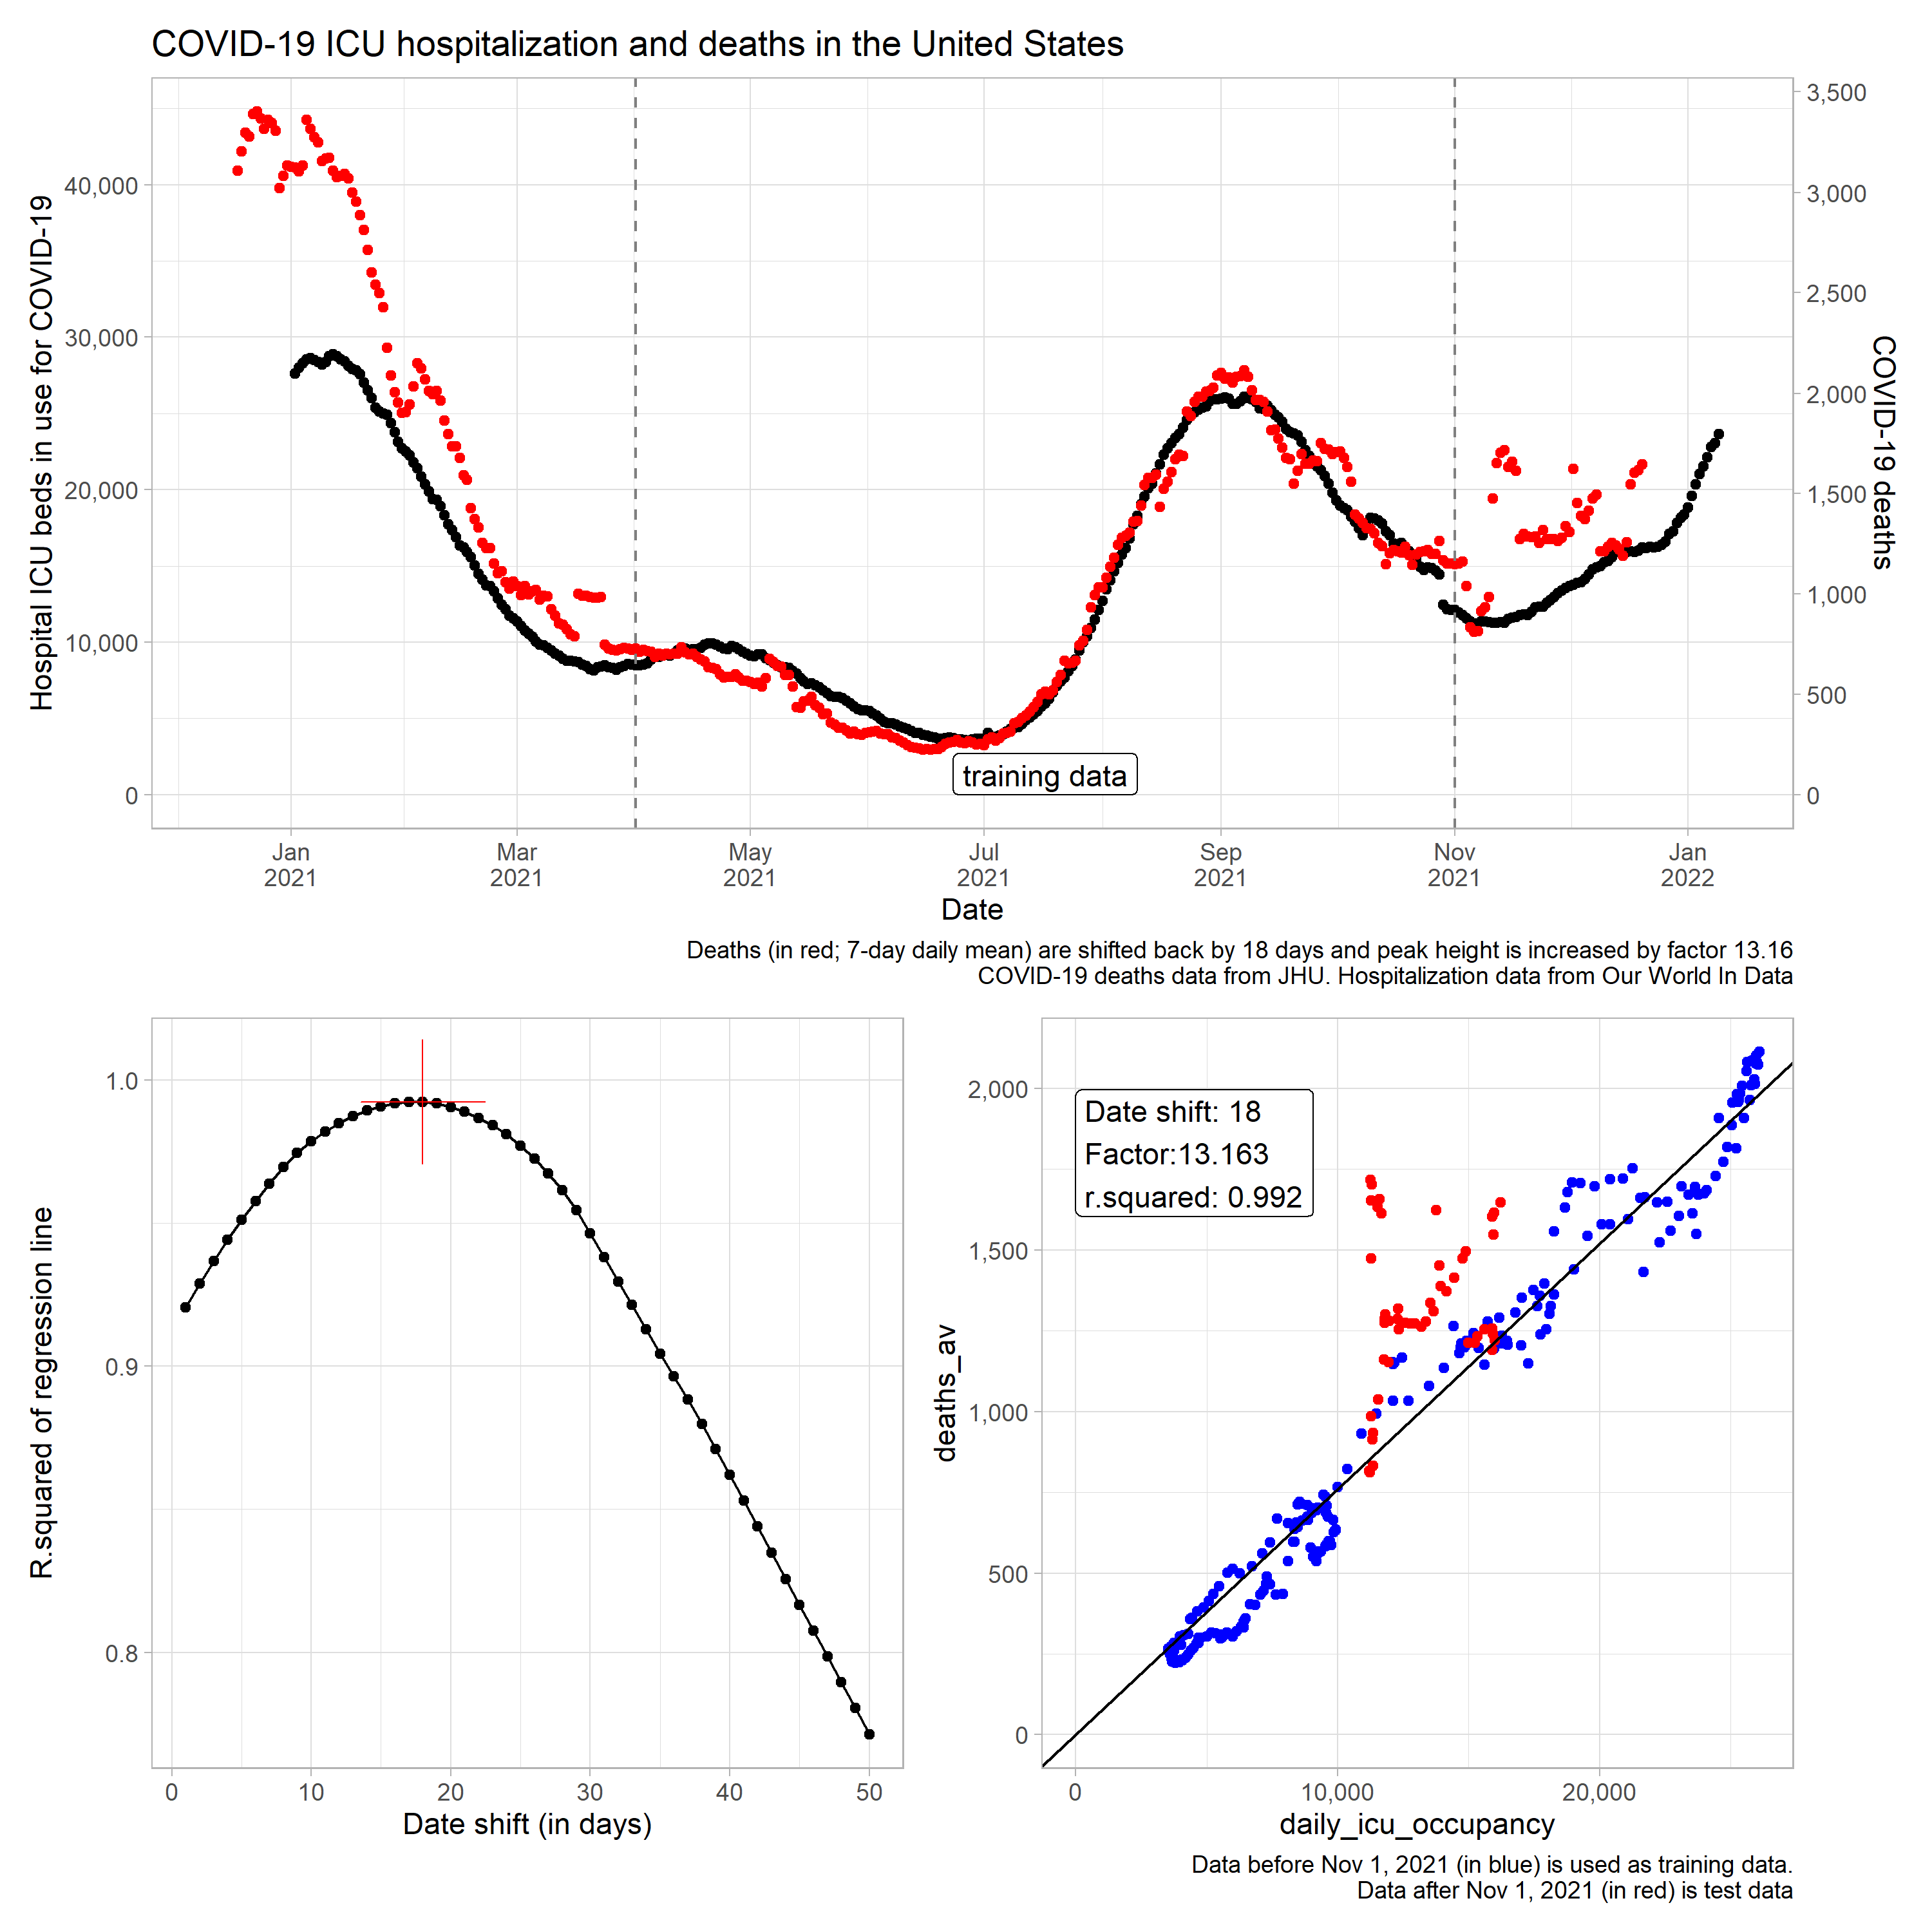 COVID-19 ICU hospitalization and deaths in the United States
Hospital ICU beds in use for COVID-19
40,000
30,000
20,000
10,000
0
3,500
3,000
2,500
2,000
1,500
1,000
500
0
COVID-19 deaths
training data
Jan Mar May Jul Sep Nov Jan
2021 2021 2021 2021 2021 2021 2022
Date
Deaths (in red; 7-day daily mean) are shifted back by 18 days and peak height is increased by factor 13.16
COVID-19 deaths data from JHU. Hospitalization data from Our World In Data
R.squared of regression line
1.0
0.9
0.8
0 10 20 30 40 50
Date shift (in days)
deaths_av
2,000
1,500
1,000
500
0
Date shift: 18
Factor:13.163
r.squared: 0.992
0 10,000 20,000
daily_icu_occupancy
Data before Nov 1, 2021 (in blue) is used as training data.
Data after Nov 1, 2021 (in red) is test data